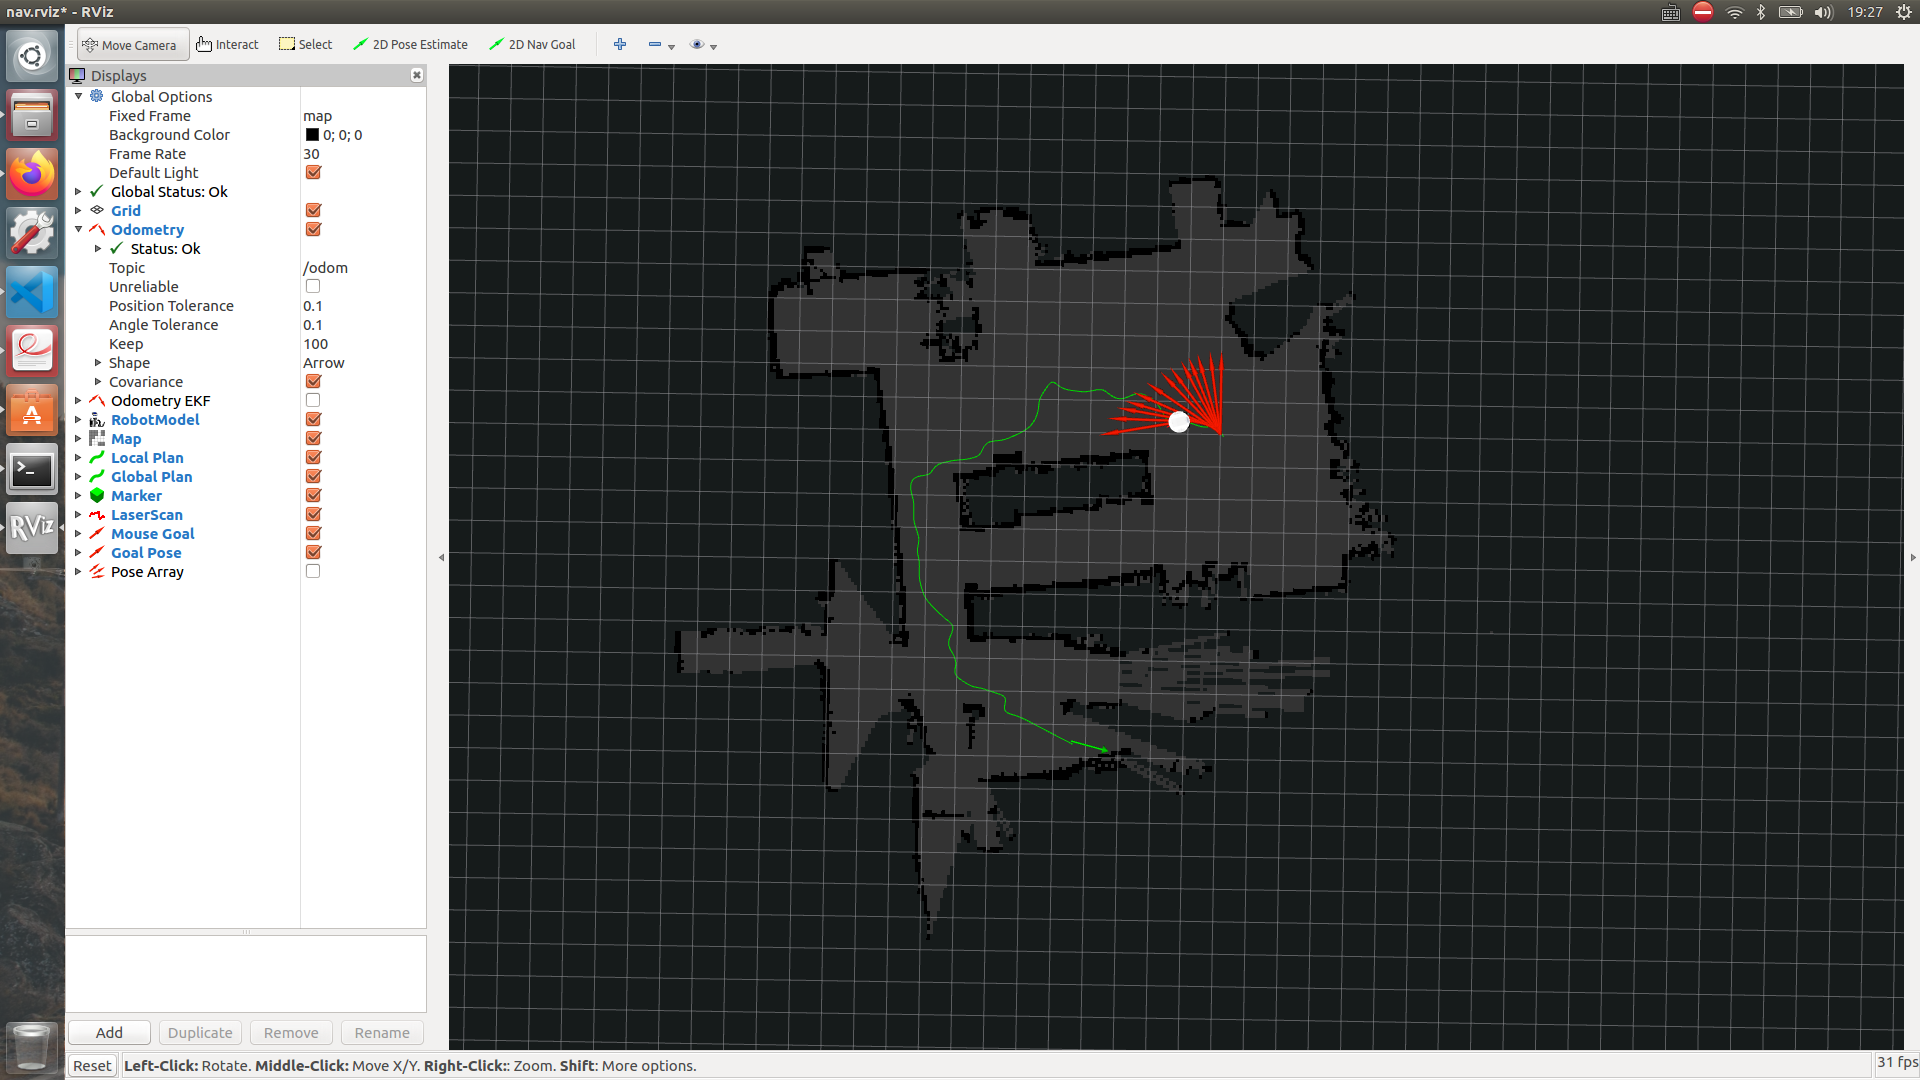 nav.rviz* - RViz
19:27
Move Camera Interact Select 2D Pose Estimate 2D Nav Goal
Displays
Global Options
Fixed Frame map
Background Color 0; 0; 0
Frame Rate 30
Default Light
Global Status: Ok
Grid
Odometry
Status: Ok
Topic /odom
Unreliable
Position Tolerance 0.1
Angle Tolerance 0.1
Keep 100
Shape Arrow
Covariance
Odometry EKF
RobotModel
Map
Local Plan
Global Plan
Marker
LaserScan
Mouse Goal
Goal Pose
Pose Array
RViz
Add Duplicate Remove Rename
Reset Left-Click: Rotate. Middle-Click: Move X/Y. Right-Click:: Zoom. Shift: More options. 31 fps